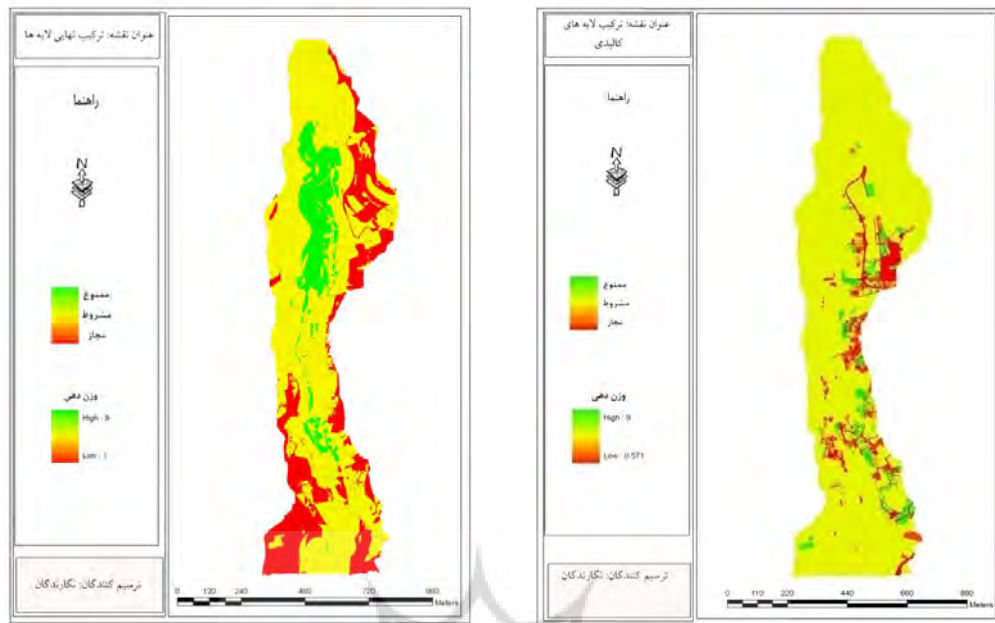 عنوان نقشه: ترکیب نهایی لایه ها
راهنما
N
ممنوع
مشروط
مجاز
وزن دهی
High : 9
Low : 1
ترسیم کنندگان: نگارندگان
0 120 240 480 720 960
Meters
عنوان نقشه: ترکیب لایه های
کالبدی
راهنما
N
ممنوع
مشروط
مجاز
وزن دهی
High : 9
Low : 0.571
ترسیم کنندگان: نگارندگان
0 110 220 440 660 880
Meters